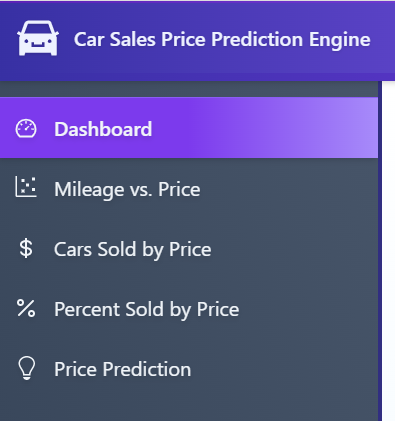 Car Sales Price Prediction Engine
Dashboard
Mileage vs. Price
Cars Sold by Price
Percent Sold by Price
Price Prediction